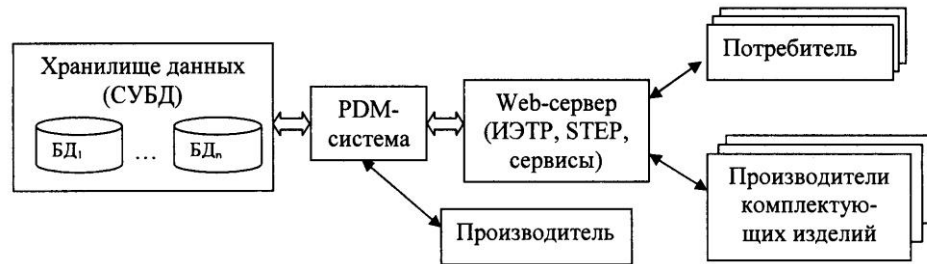 Хранилище данных
(СУБД)
БД₁
...
БДₙ
PDM-
система
Web-сервер
(ИЭТР, STEP,
сервисы)
Потребитель
Производители
комплектую-
щих изделий
Производитель